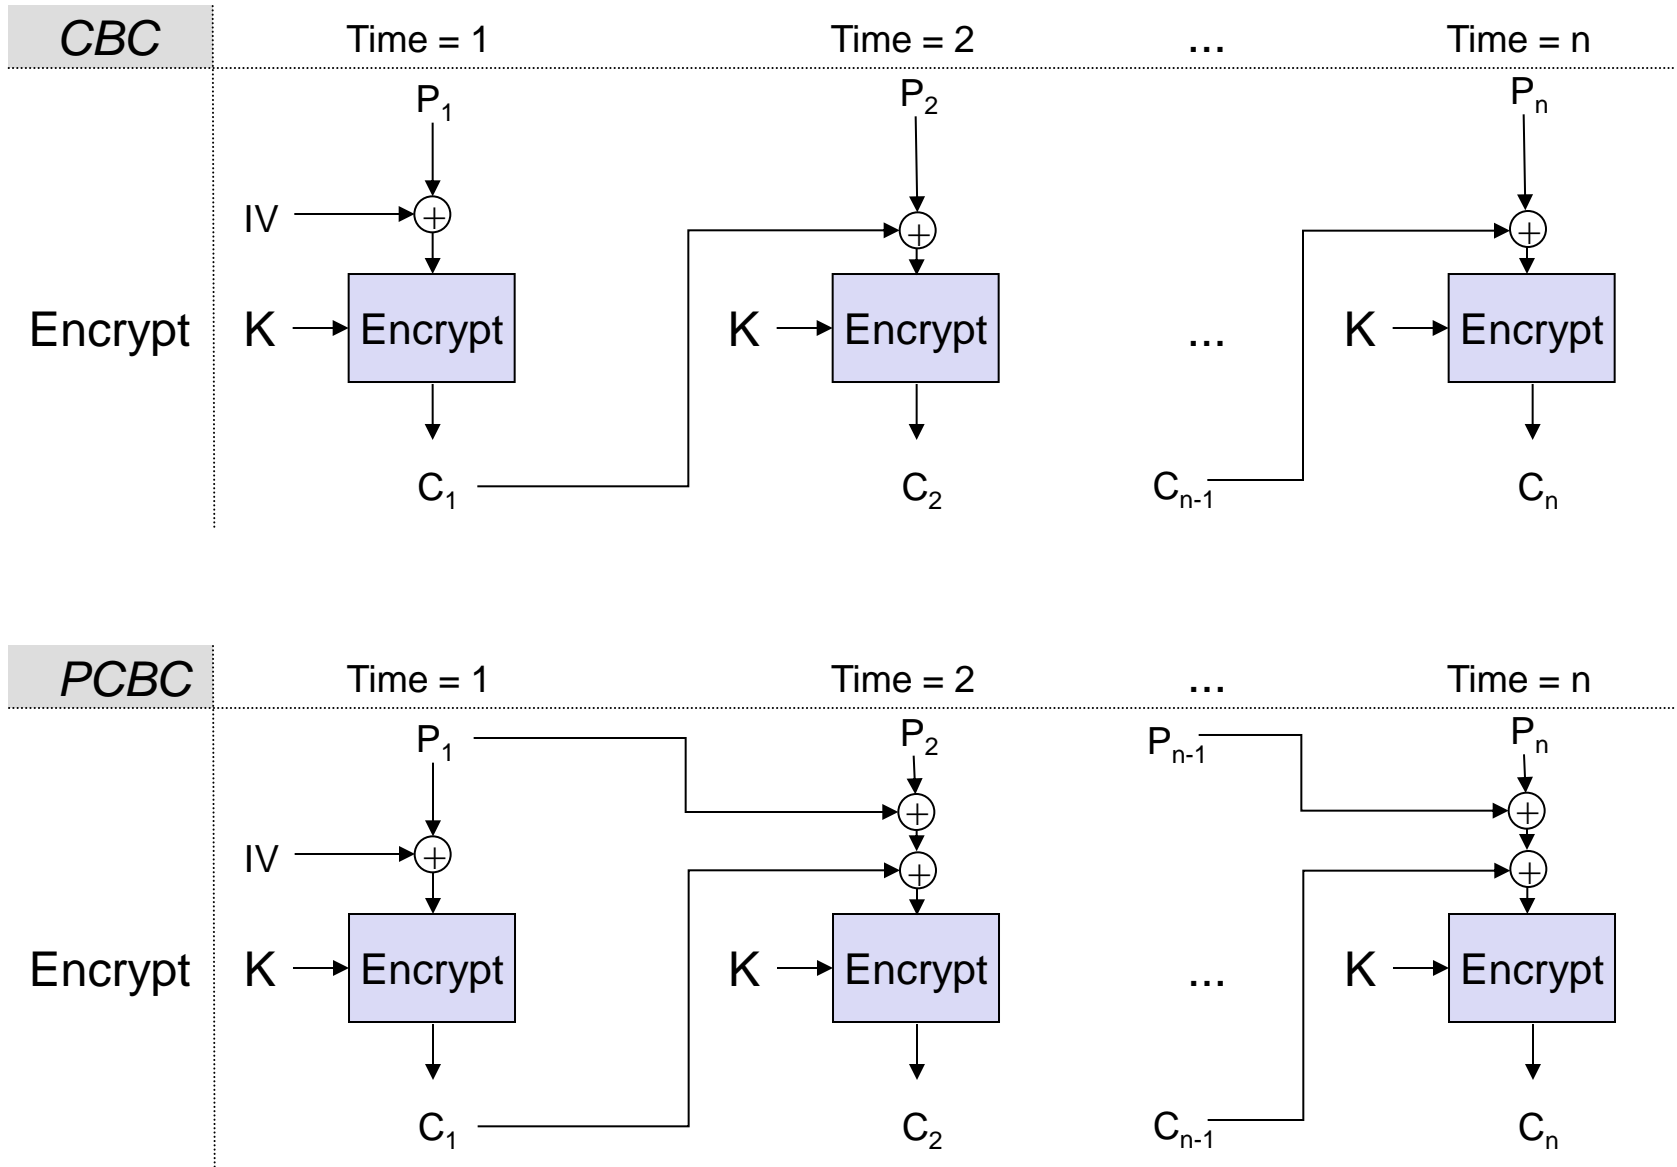 CBC Time = 1 Time = 2 ... Time = n
P1 P2 Pn
IV
Encrypt K Encrypt K Encrypt ... K Encrypt
C1 C2 Cn-1 Cn
PCBC Time = 1 Time = 2 ... Time = n
P1 P2 Pn-1 Pn
IV
Encrypt K Encrypt K Encrypt ... K Encrypt
C1 C2 Cn-1 Cn